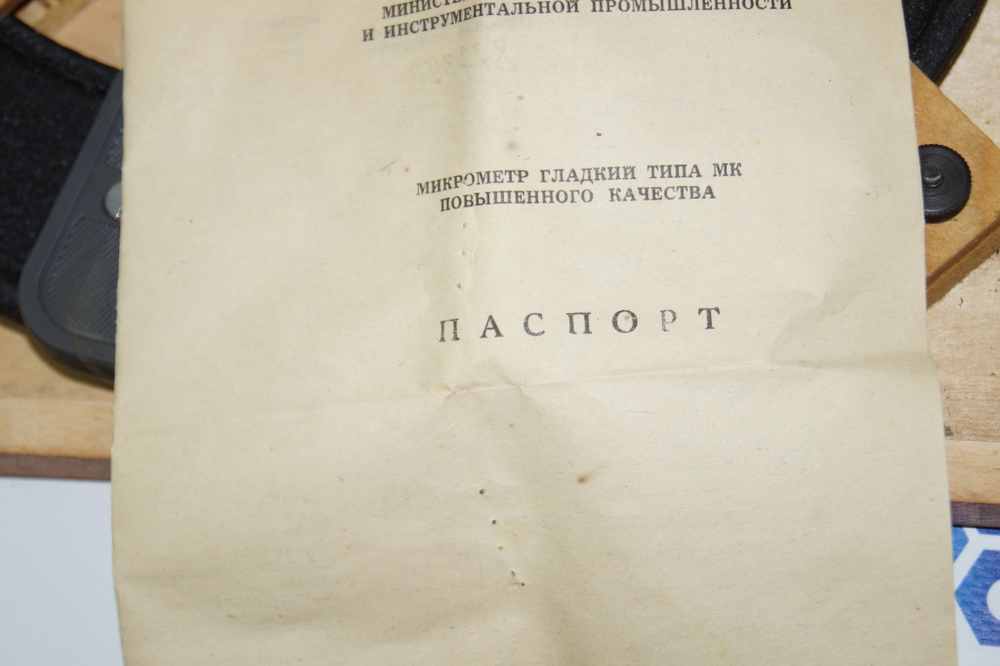 И ИНСТРУМЕНТАЛЬНОЙ ПРОМЫШЛЕННОСТИ
МИКРОМЕТР ГЛАДКИЙ ТИПА МК
ПОВЫШЕННОГО КАЧЕСТВА
ПАСПОРТ